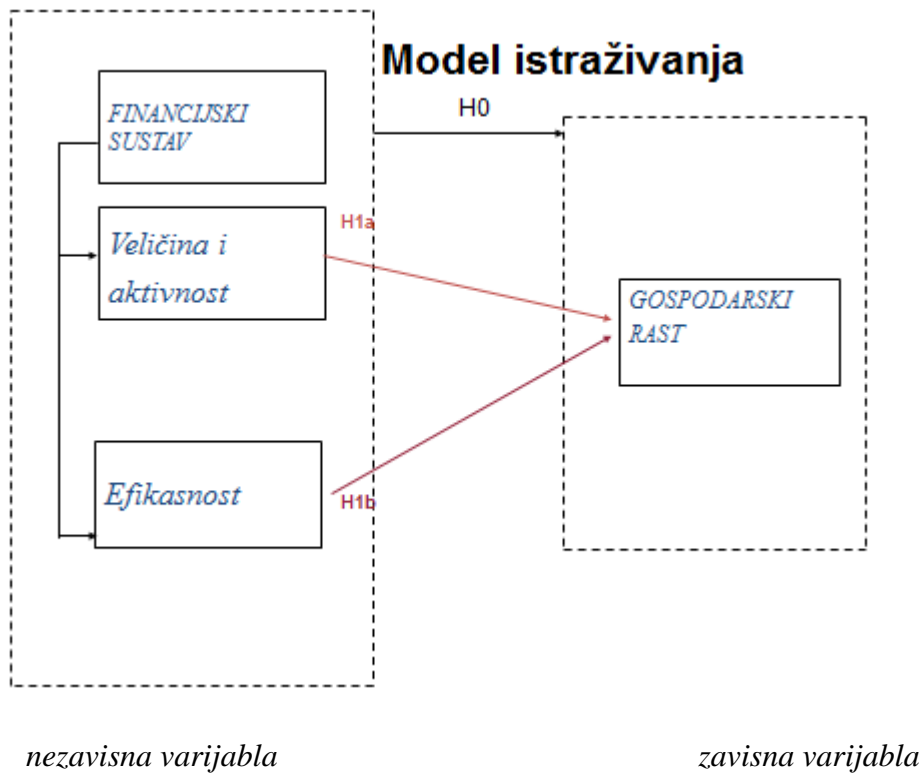 Model istraživanja
H0
FINANCIJSKI
SUSTAV
H1a
Veličina i
aktivnost
GOSPODARSKI
RAST
Efikasnost
H1b
nezavisna varijabla
zavisna varijabla